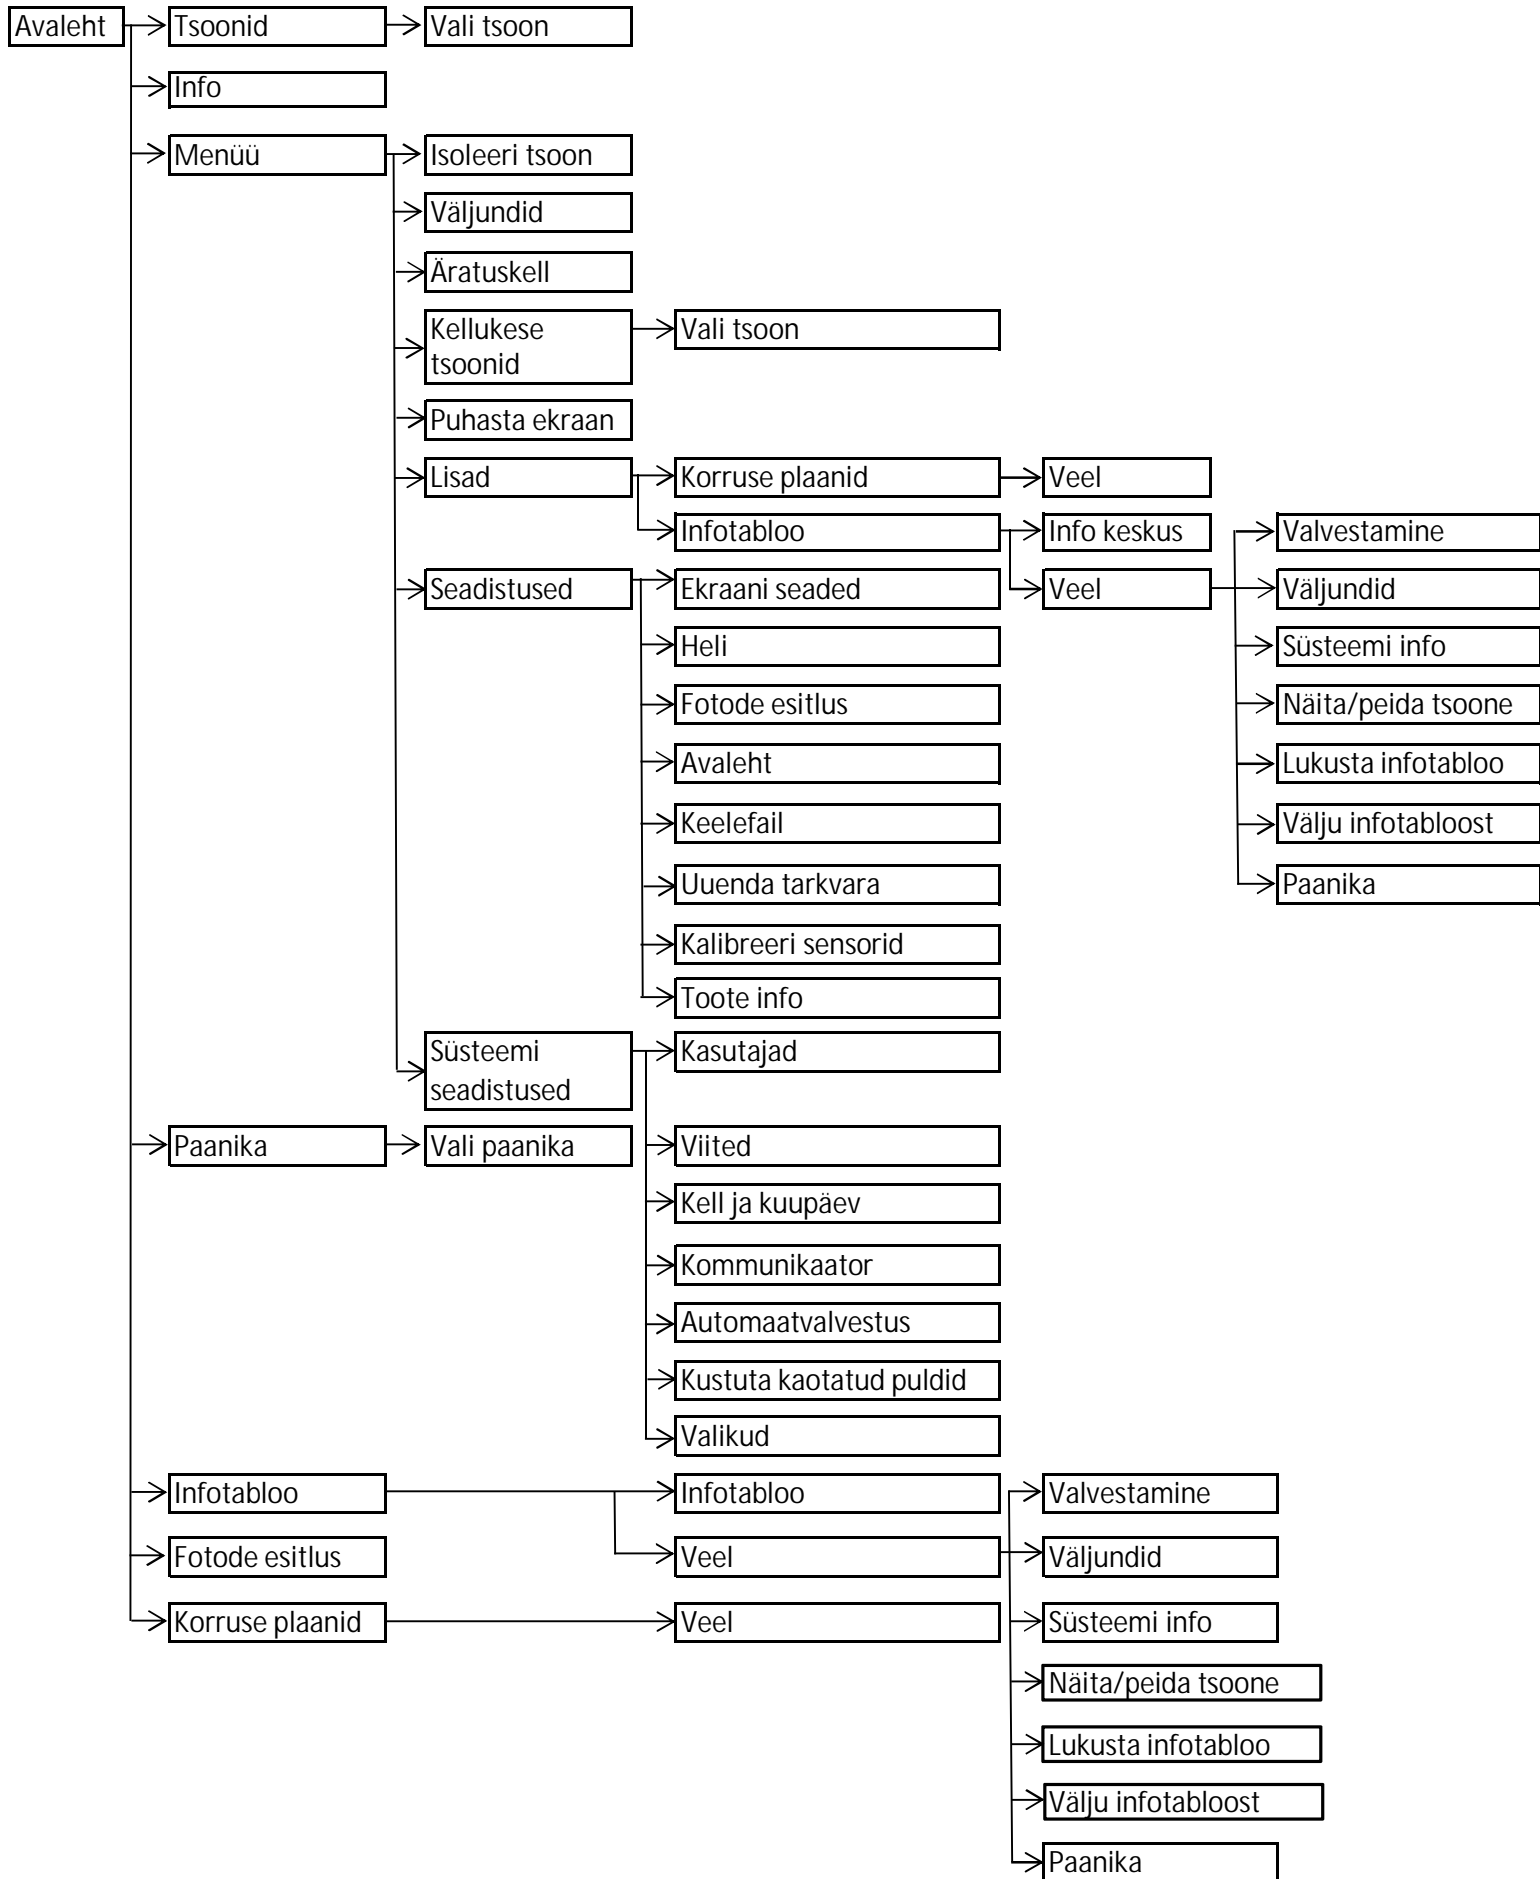 Avaleht
Tsoonid
Vali tsoon
Info
Menüü
Isoleeri tsoon
Väljundid
Äratuskell
Kellukese
tsoonid
Vali tsoon
Puhasta ekraan
Lisad
Korruse plaanid
Veel
Infotabloo
Info keskus
Valvestamine
Seadistused
Ekraani seaded
Veel
Väljundid
Heli
Süsteemi info
Fotode esitlus
Näita/peida tsoone
Avaleht
Lukusta infotabloo
Keelefail
Välju infotabloost
Uuenda tarkvara
Paanika
Kalibreeri sensorid
Toote info
Süsteemi
seadistused
Kasutajad
Paanika
Vali paanika
Viited
Kell ja kuupäev
Kommunikaator
Automaatvalvestus
Kustuta kaotatud puldid
Valikud
Infotabloo
Infotabloo
Valvestamine
Fotode esitlus
Veel
Väljundid
Korruse plaanid
Veel
Süsteemi info
Näita/peida tsoone
Lukusta infotabloo
Välju infotabloost
Paanika